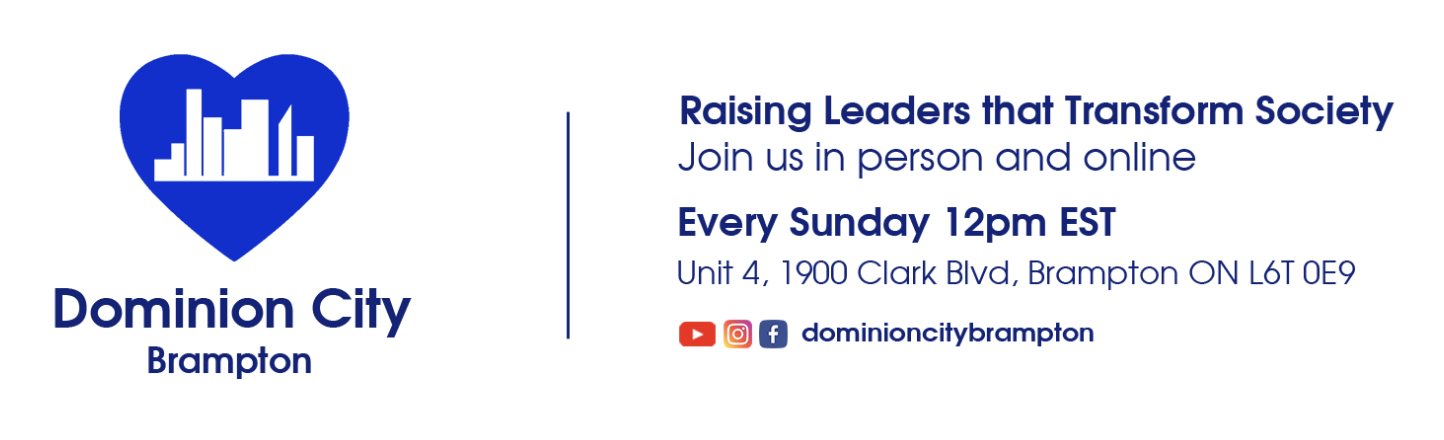 Dominion City
Brampton
Raising Leaders that Transform Society
Join us in person and online
Every Sunday 12pm EST
Unit 4, 1900 Clark Blvd, Brampton ON L6T 0E9
dominioncitybrampton